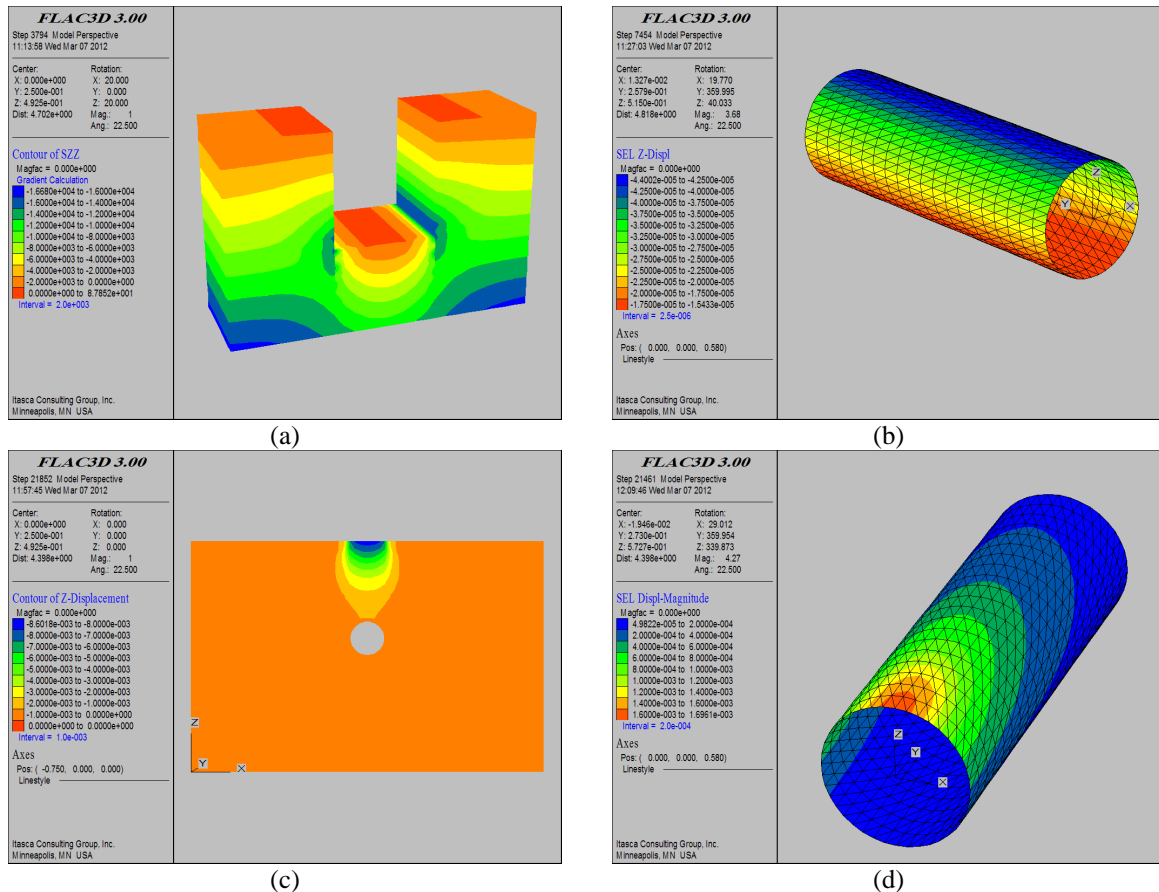 FLAC3D 3.00
Step 3794 Model Perspective
11:13:58 Wed Mar 07 2012
Center: Rotation:
X: 0.000e+000 X: 20.000
Y: 2.500e-001 Y: 0.000
Z: 4.925e-001 Z: 20.000
Dist: 4.702e+000 Mag.: 1
Ang.: 22.500
Contour of SZZ
Magfac = 0.000e+000
Gradient Calculation
-1.6680e+004 to -1.6000e+004
-1.6000e+004 to -1.4000e+004
-1.4000e+004 to -1.2000e+004
-1.2000e+004 to -1.0000e+004
-1.0000e+004 to -8.0000e+003
-8.0000e+003 to -6.0000e+003
-6.0000e+003 to -4.0000e+003
-4.0000e+003 to -2.0000e+003
-2.0000e+003 to 0.0000e+000
0.0000e+000 to 8.7852e+001
Interval = 2.0e+003
Itasca Consulting Group, Inc.
Minneapolis, MN USA
(a)
FLAC3D 3.00
Step 7454 Model Perspective
11:27:03 Wed Mar 07 2012
Center: Rotation:
X: 1.327e-002 X: 19.770
Y: 2.579e-001 Y: 359.995
Z: 5.150e-001 Z: 40.033
Dist: 4.818e+000 Mag.: 3.68
Ang.: 22.500
SEL Z-Displ
Magfac = 0.000e+000
-4.4002e-005 to -4.2500e-005
-4.2500e-005 to -4.0000e-005
-4.0000e-005 to -3.7500e-005
-3.7500e-005 to -3.5000e-005
-3.5000e-005 to -3.2500e-005
-3.2500e-005 to -3.0000e-005
-3.0000e-005 to -2.7500e-005
-2.7500e-005 to -2.5000e-005
-2.5000e-005 to -2.2500e-005
-2.2500e-005 to -2.0000e-005
-2.0000e-005 to -1.7500e-005
-1.7500e-005 to -1.5433e-005
Interval = 2.5e-006
Axes
Pos: ( 0.000, 0.000, 0.580)
Linestyle
Itasca Consulting Group, Inc.
Minneapolis, MN USA
Z
Y
X
(b)
FLAC3D 3.00
Step 21852 Model Perspective
11:57:45 Wed Mar 07 2012
Center: Rotation:
X: 0.000e+000 X: 0.000
Y: 2.500e-001 Y: 0.000
Z: 4.925e-001 Z: 0.000
Dist: 4.398e+000 Mag.: 1
Ang.: 22.500
Contour of Z-Displacement
Magfac = 0.000e+000
-8.6018e-003 to -8.0000e-003
-8.0000e-003 to -7.0000e-003
-7.0000e-003 to -6.0000e-003
-6.0000e-003 to -5.0000e-003
-5.0000e-003 to -4.0000e-003
-4.0000e-003 to -3.0000e-003
-3.0000e-003 to -2.0000e-003
-2.0000e-003 to -1.0000e-003
-1.0000e-003 to 0.0000e+000
0.0000e+000 to 0.0000e+000
Interval = 1.0e-003
Axes
Pos: ( -0.750, 0.000, 0.000)
Linestyle
Itasca Consulting Group, Inc.
Minneapolis, MN USA
Z
Y
X
(c)
FLAC3D 3.00
Step 21461 Model Perspective
12:09:46 Wed Mar 07 2012
Center: Rotation:
X: -1.946e-002 X: 29.012
Y: 2.730e-001 Y: 359.954
Z: 5.727e-001 Z: 339.873
Dist: 4.398e+000 Mag.: 4.27
Ang.: 22.500
SEL Displ-Magnitude
Magfac = 0.000e+000
4.9822e-005 to 2.0000e-004
2.0000e-004 to 4.0000e-004
4.0000e-004 to 6.0000e-004
6.0000e-004 to 8.0000e-004
8.0000e-004 to 1.0000e-003
1.0000e-003 to 1.2000e-003
1.2000e-003 to 1.4000e-003
1.4000e-003 to 1.6000e-003
1.6000e-003 to 1.6961e-003
Interval = 2.0e-004
Axes
Pos: ( 0.000, 0.000, 0.580)
Linestyle
Itasca Consulting Group, Inc.
Minneapolis, MN USA
Z
Y
X
(d)